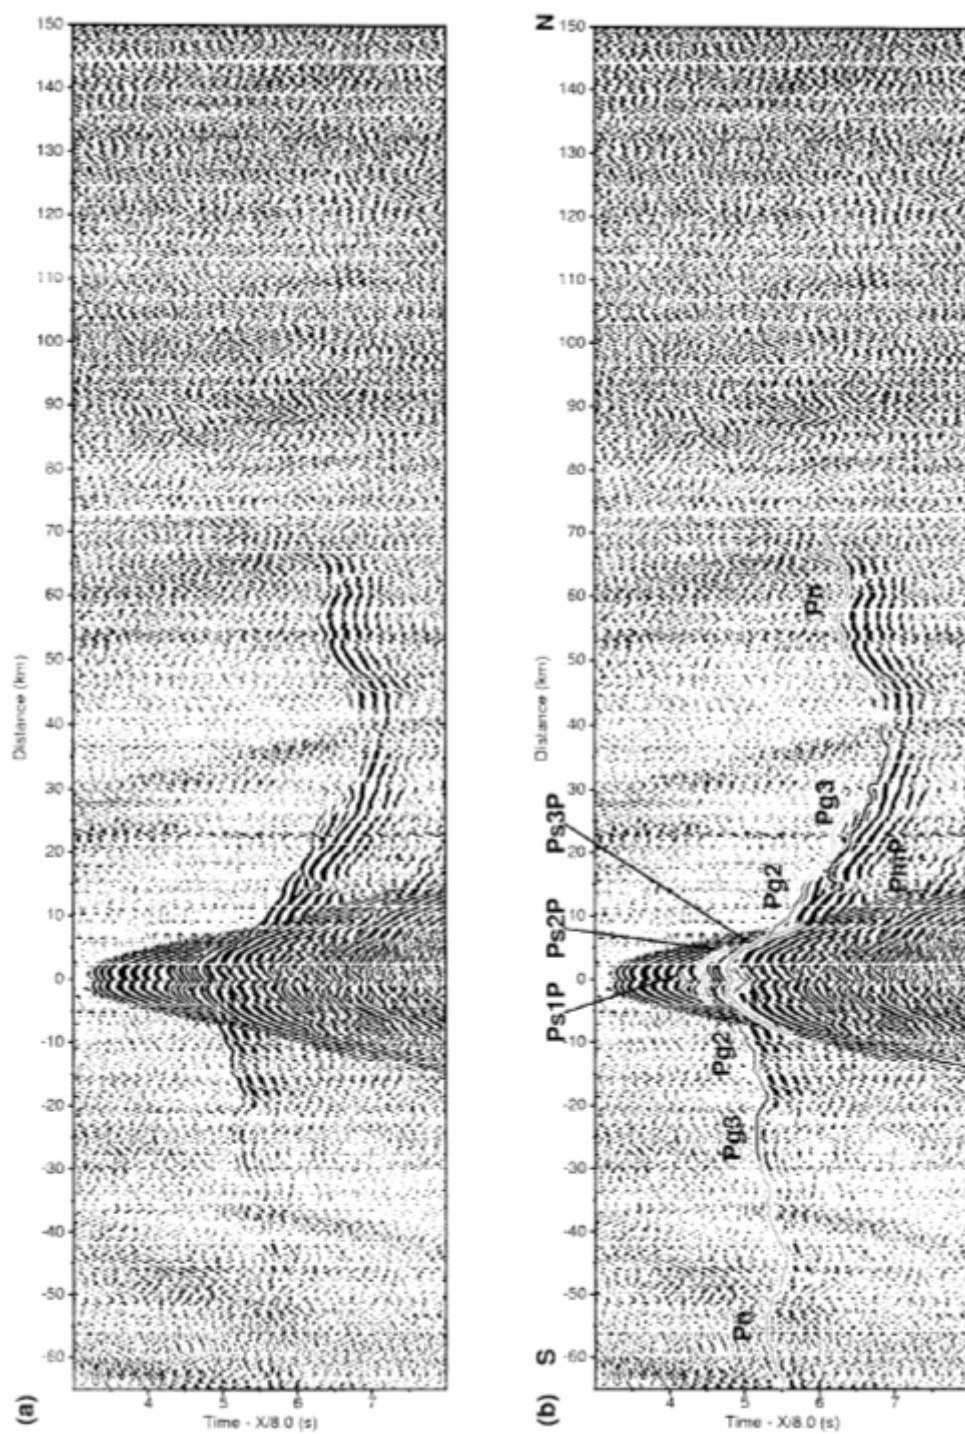 (a)
150
140
130
120
110
100
90
80
70
60
50
40
30
20
10
0
-10
-20
-30
-40
-50
-60
Distance (km)
4
5
6
7
Time - X/8.0 (s)
(b)
N
S
150
140
130
120
110
100
90
80
70
60
50
40
30
20
10
0
-10
-20
-30
-40
-50
-60
Distance (km)
4
5
6
7
Time - X/8.0 (s)
Ps3P
Ps2P
Ps1P
Pn
Pg3
Pg2
PmP
Pg2
Pg3
Pn